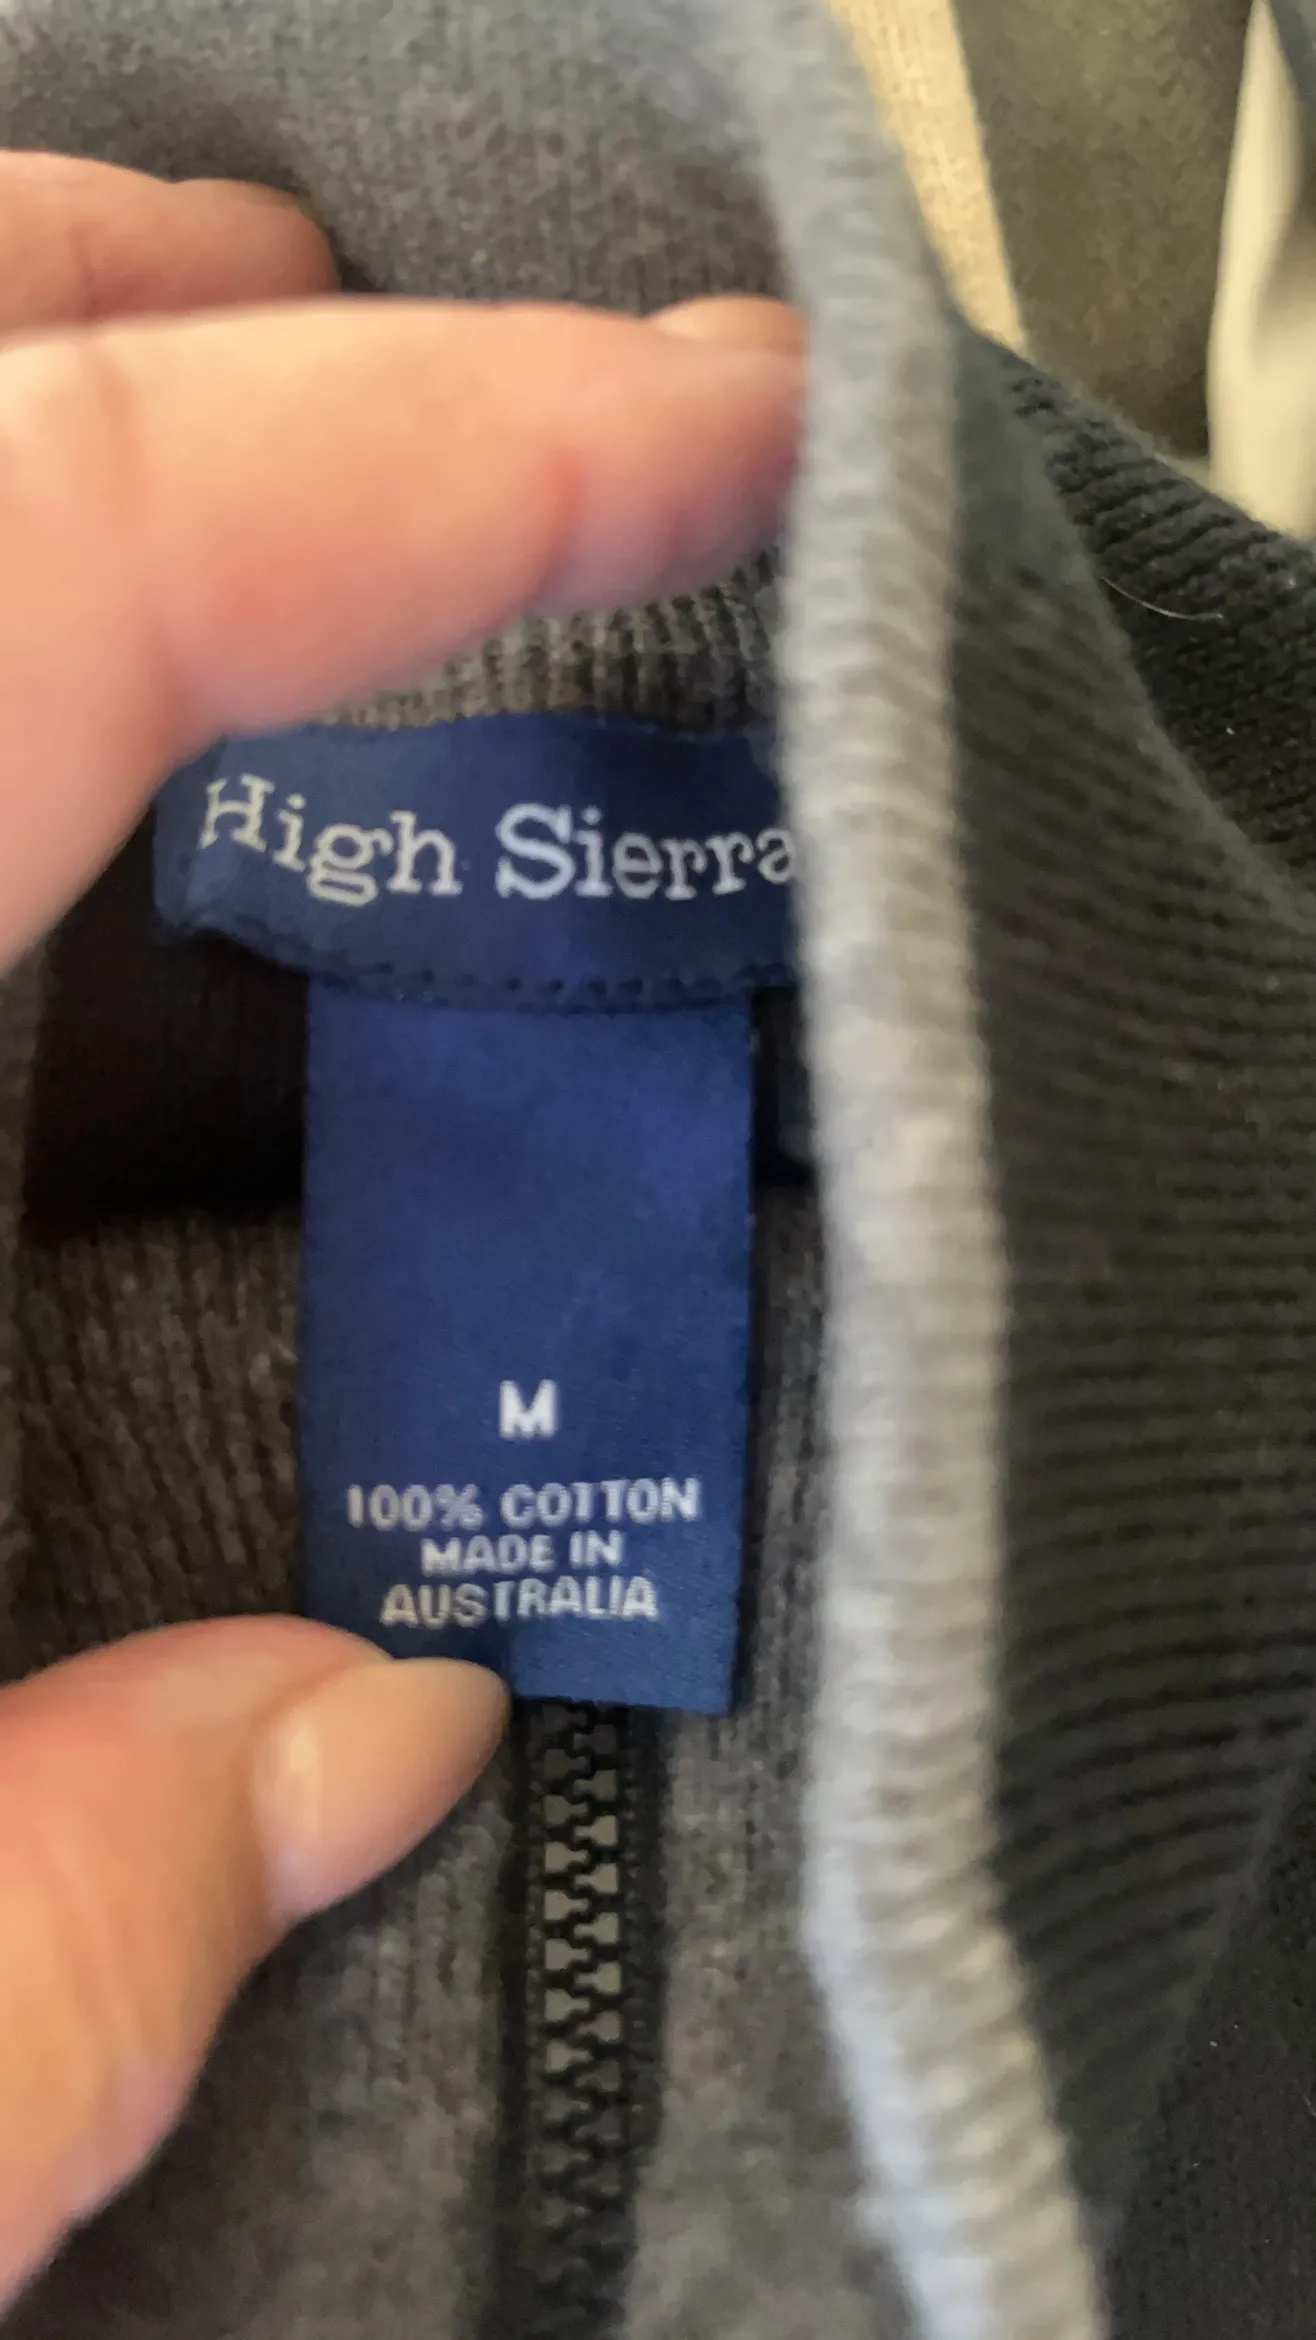 High Sierra
M
100% COTTON
MADE IN
AUSTRALIA